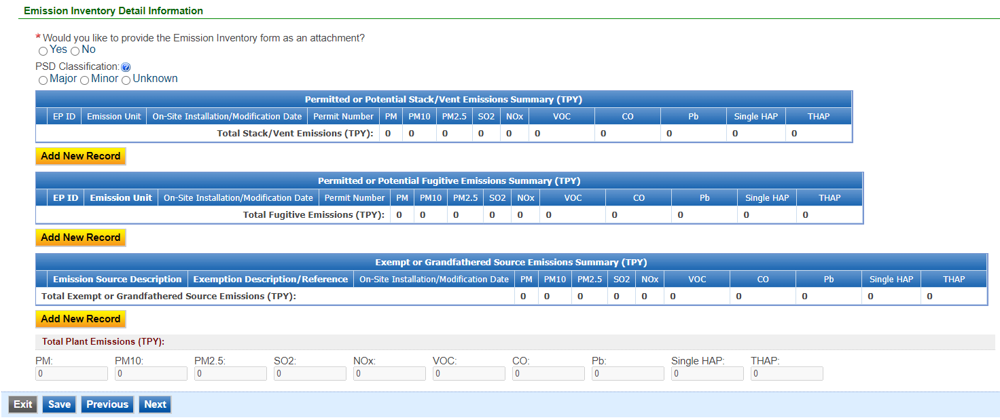 Emission Inventory Detail Information
* Would you like to provide the Emission Inventory form as an attachment?
Yes No
PSD Classification: ?
Major Minor Unknown
Permitted or Potential Stack/Vent Emissions Summary (TPY)
EP ID Emission Unit On-Site Installation/Modification Date Permit Number PM PM10 PM2.5 SO2 NOx VOC CO Pb Single HAP THAP
Total Stack/Vent Emissions (TPY): 0 0 0 0 0 0 0 0 0 0
Add New Record
Permitted or Potential Fugitive Emissions Summary (TPY)
EP ID Emission Unit On-Site Installation/Modification Date Permit Number PM PM10 PM2.5 SO2 NOx VOC CO Pb Single HAP THAP
Total Fugitive Emissions (TPY): 0 0 0 0 0 0 0 0 0 0
Add New Record
Exempt or Grandfathered Source Emissions Summary (TPY)
Emission Source Description Exemption Description/Reference On-Site Installation/Modification Date PM PM10 PM2.5 SO2 NOx VOC CO Pb Single HAP THAP
Total Exempt or Grandfathered Source Emissions (TPY): 0 0 0 0 0 0 0 0 0 0
Add New Record
Total Plant Emissions (TPY):
PM: PM10: PM2.5: SO2: NOx: VOC: CO: Pb: Single HAP: THAP:
0 0 0 0 0 0 0 0 0 0
Exit Save Previous Next